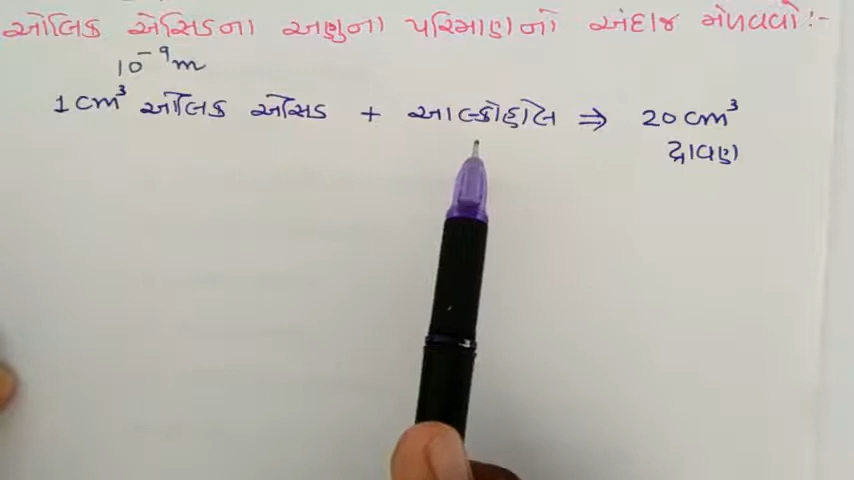 ઓલિક એસિડના અણુના પરિમાણનો અંદાજ મેળવવો :-
10⁻⁹m
1cm³ ઓલિક એસિડ + આલ્કોહોલ ⇒ 20cm³
દ્રાવણ